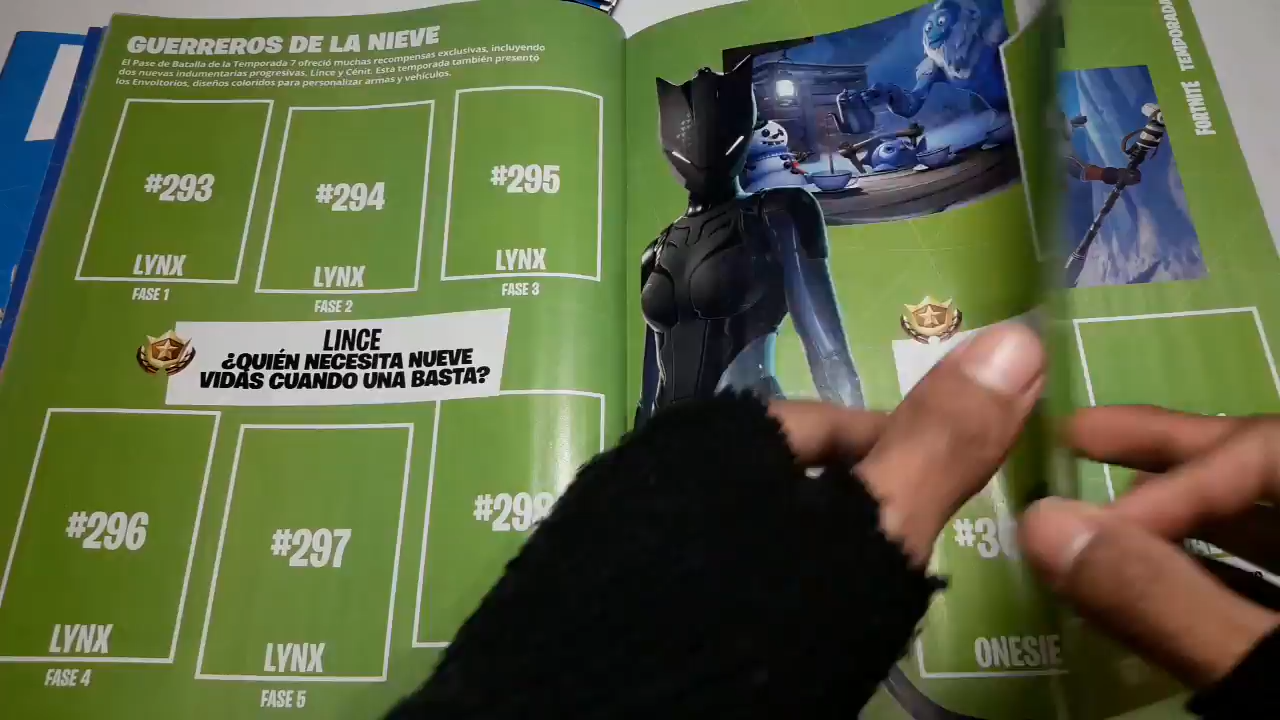 GUERREROS DE LA NIEVE
El Pase de Batalla de la Temporada 7 ofreció muchas recompensas exclusivas, incluyendo
dos nuevas indumentarias progresivas, Lince y Cénit. Esta temporada también presentó
los Envoltorios, diseños coloridos para personalizar armas y vehículos.
#293
LYNX
FASE 1
#294
LYNX
FASE 2
#295
LYNX
FASE 3
LINCE
¿QUIÉN NECESITA NUEVE
VIDAS CUANDO UNA BASTA?
#296
LYNX
FASE 4
#297
LYNX
FASE 5
#298
ONESIE
FORTNITE TEMPORADA